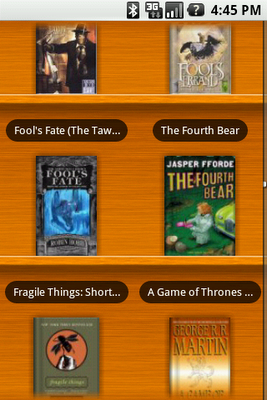 3G
?
4:45 PM
FOOL'S
ERRAND
Fool's Fate (The Taw...
The Fourth Bear
FOOL'S
FATE
ROBIN HOBB
JASPER FFORDE
THE FOURTH
BEAR
Fragile Things: Short...
A Game of Thrones ...
fragile things
GEORGE R.R.
MARTIN